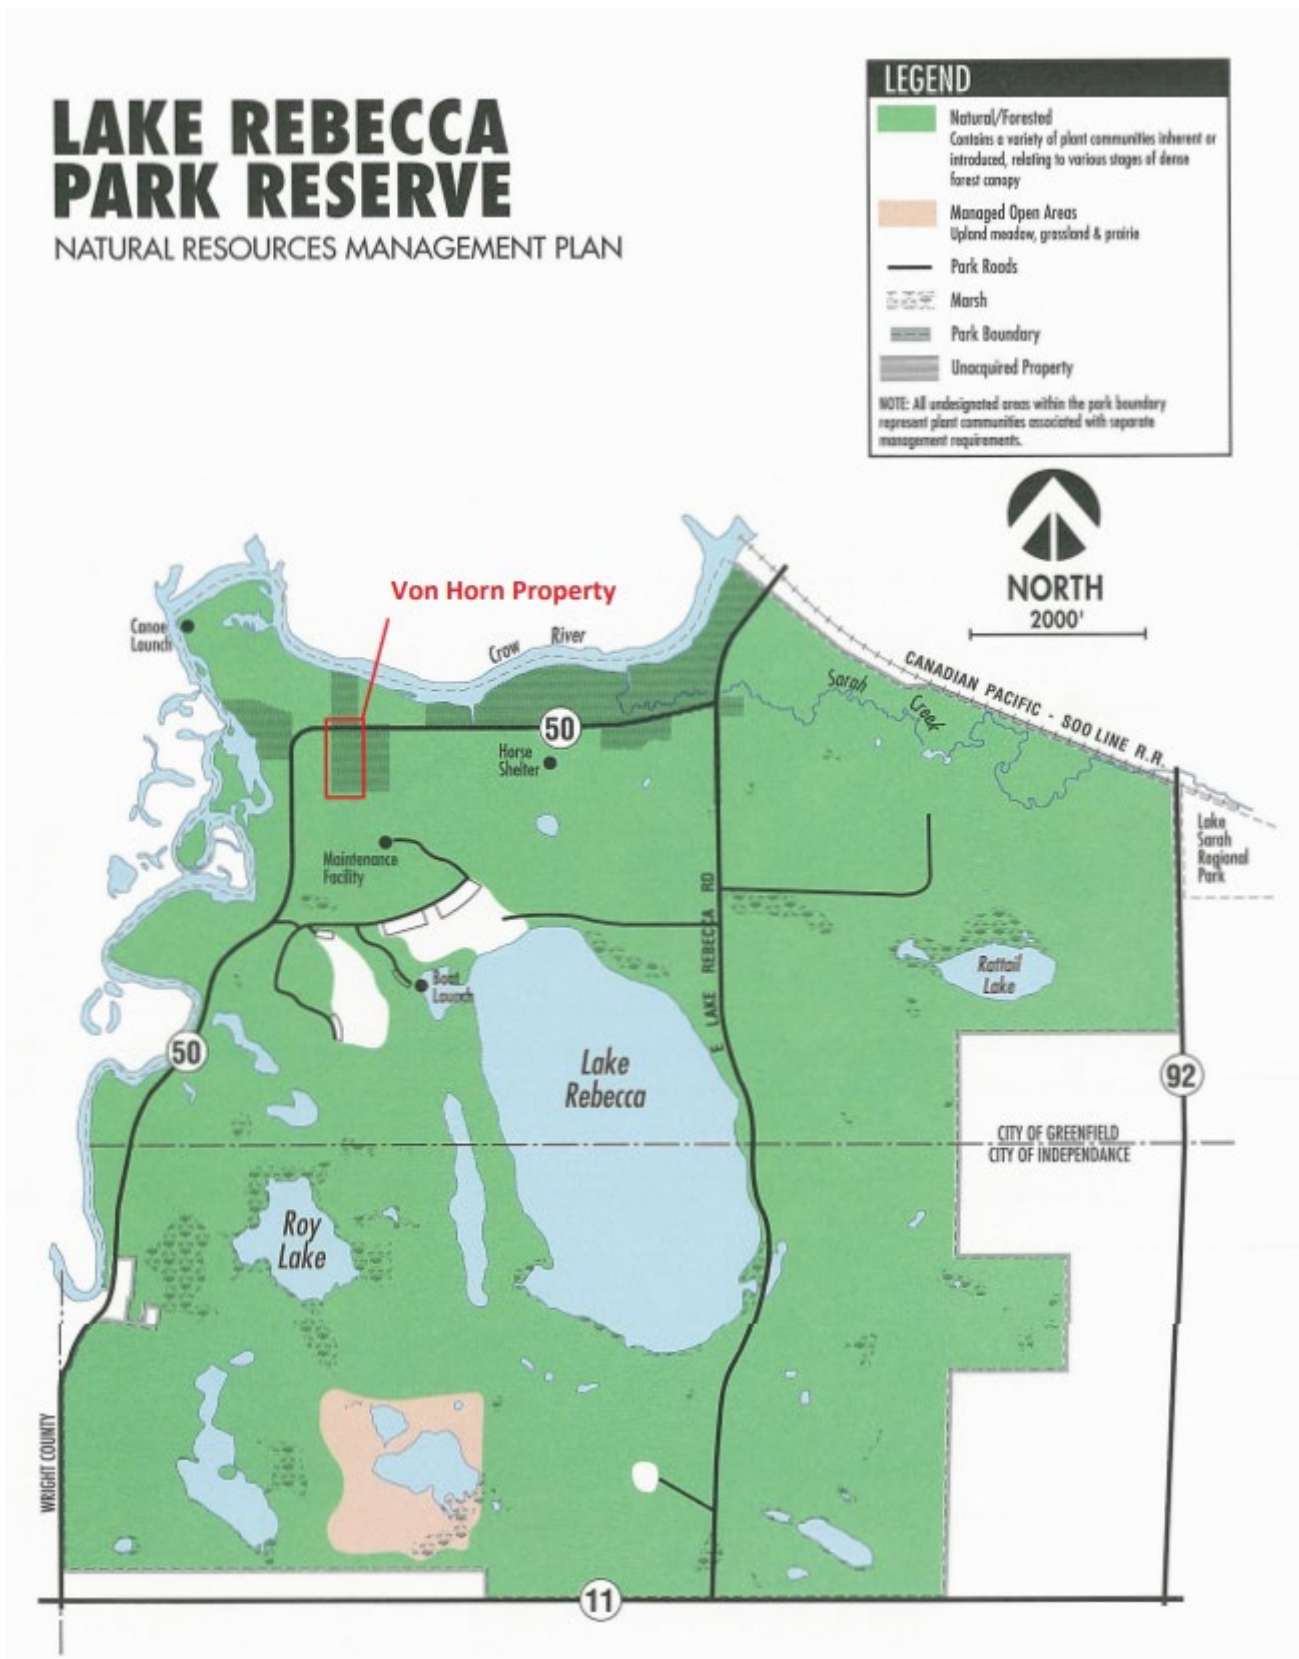 LAKE REBECCA
PARK RESERVE
NATURAL RESOURCES MANAGEMENT PLAN
LEGEND
Natural/Forested
Contains a variety of plant communities inherent or
introduced, relating to various stages of dense
forest canopy
Managed Open Areas
Upland meadow, grassland & prairie
Park Roads
Marsh
Park Boundary
Unacquired Property
NOTE: All undesignated areas within the park boundary
represent plant communities associated with separate
management requirements.
NORTH
2000'
Von Horn Property
Canoe
Launch
Crow River
Sarah
Creek
CANADIAN PACIFIC - SOO LINE R.R.
50
Horse
Shelter
Lake
Sarah
Regional
Park
Maintenance
Facility
E LAKE REBECCA RD
Rattail
Lake
Boat
Launch
50
Lake
Rebecca
92
CITY OF GREENFIELD
CITY OF INDEPENDANCE
Roy
Lake
WRIGHT COUNTY
11